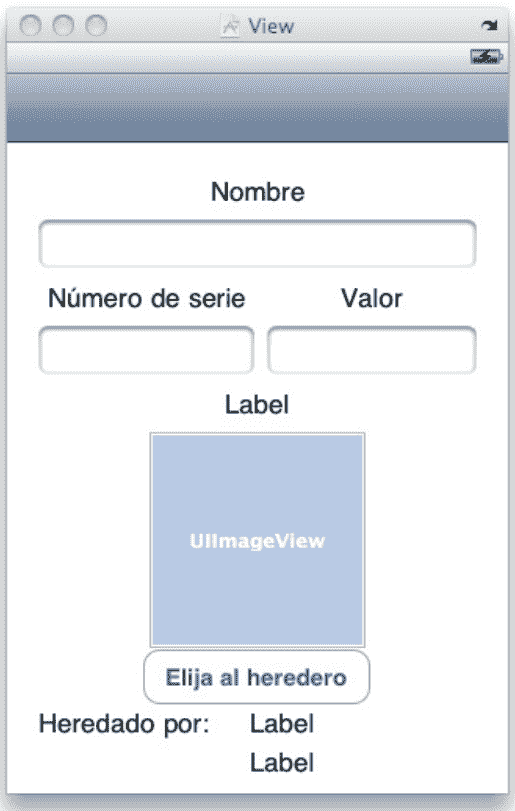 View
Nombre
Número de serie Valor
Label
UIImageView
Elija al heredero
Heredado por: Label
Label